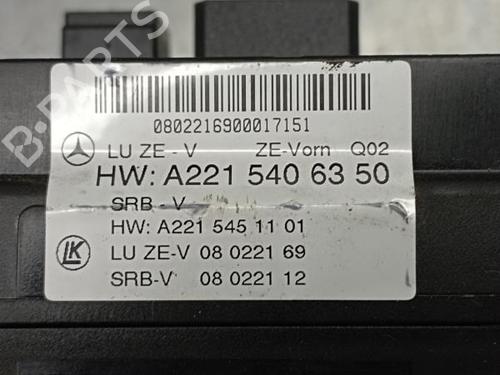 B-PARTS
0802216900017151
LU ZE - V ZE-Vorn Q02
HW: A221 540 63 50
SRB - V
HW: A221 545 11 01
LK LU ZE-V 08 0221 69
SRB-V 08 0221 12